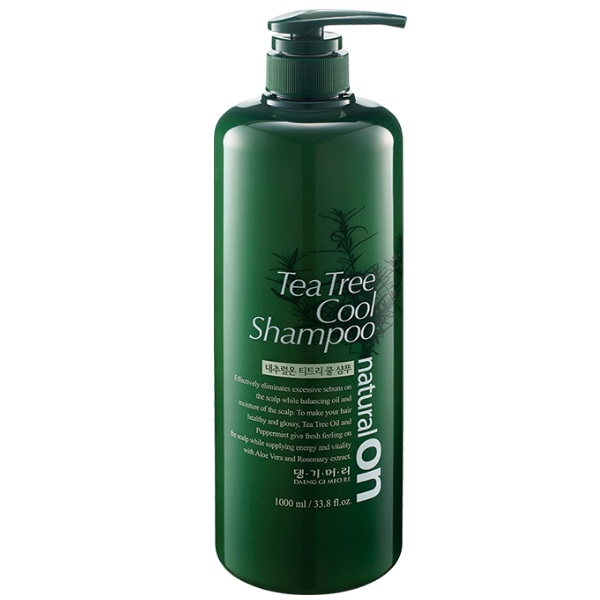 Tea Tree
Cool
Shampoo
내추럴온 티트리 쿨 샴푸
Effectively eliminates excessive sebum on
the scalp while balancing oil and
moisture of the scalp. To make your hair
healthy and glossy, Tea Tree Oil and
Puppermint give fresh feeling on
the scalp while supplying energy and vitality
with Aloe Vera and Rosemary extract.
댕·기·머·리
DAENG GI MEO RI
1000 ml / 33.8 fl.oz.
natural on